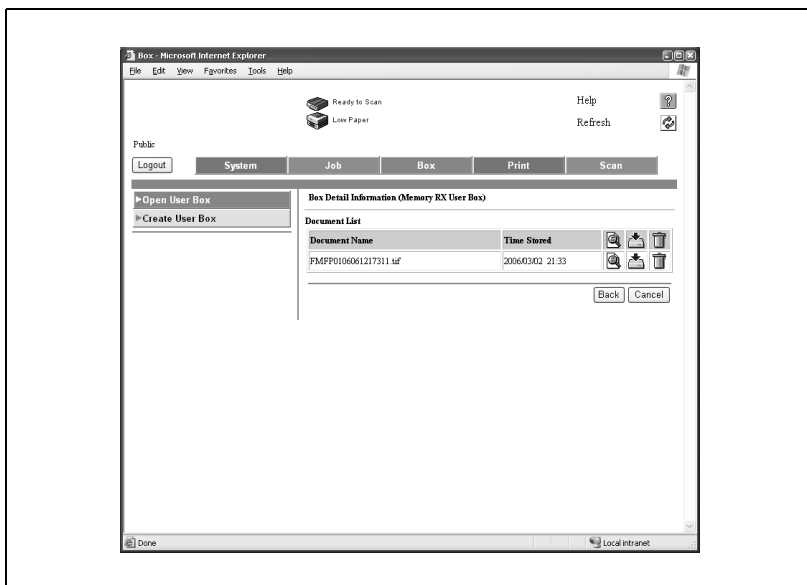 Box - Microsoft Internet Explorer
File Edit View Favorites Tools Help
Ready to Scan
Help
Low Paper
Refresh
Public
Logout System Job Box Print Scan
Open User Box
Create User Box
Box Detail Information (Memory RX User Box)
Document List
Document Name Time Stored
FMFP0106061217311.tif 2006/03/02 21:33
Back Cancel
Done Local intranet